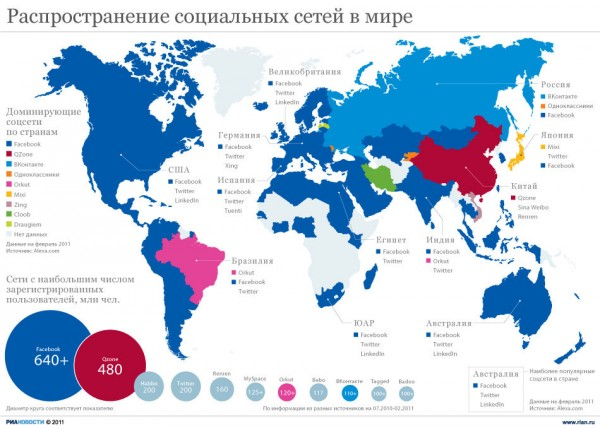 Распространение социальных сетей в мире
Великобритания
Facebook
Twitter
LinkedIn
Россия
ВКонтакте
Одноклассники
Facebook
Доминирующие
соцсети
по странам
Facebook
QZone
ВКонтакте
Одноклассники
Orkut
Mixi
Zing
Cloob
Draugiem
Нет данных
Данные на февраль 2011
Источник: Alexa.com
США
Facebook
Twitter
LinkedIn
Германия
Facebook
Twitter
Xing
Испания
Facebook
Twitter
Tuenti
Япония
Mixi
Twitter
Facebook
Китай
Qzone
Sina Weibo
Renren
Бразилия
Orkut
Facebook
Twitter
Египет
Facebook
Twitter
Индия
Facebook
Orkut
Twitter
ЮАР
Facebook
Twitter
LinkedIn
Австралия
Facebook
Twitter
LinkedIn
Сети с наибольшим числом
зарегистрированных
пользователей, млн чел.
Facebook
640+
Qzone
480
Habbo
200
Twitter
200
Renren
160
MySpace
125+
Orkut
120+
Bebo
117
ВКонтакте
110+
Tagged
100
Badoo
100+
Австралия
Facebook
Twitter
LinkedIn
Наиболее популярные
соцсети в стране
Данные на февраль 2011
Источник: Alexa.com
Диаметр круга соответствует показателю
По информации из разных источников на 07.2010-02.2011
РИАНОВОСТИ © 2011
www.rian.ru